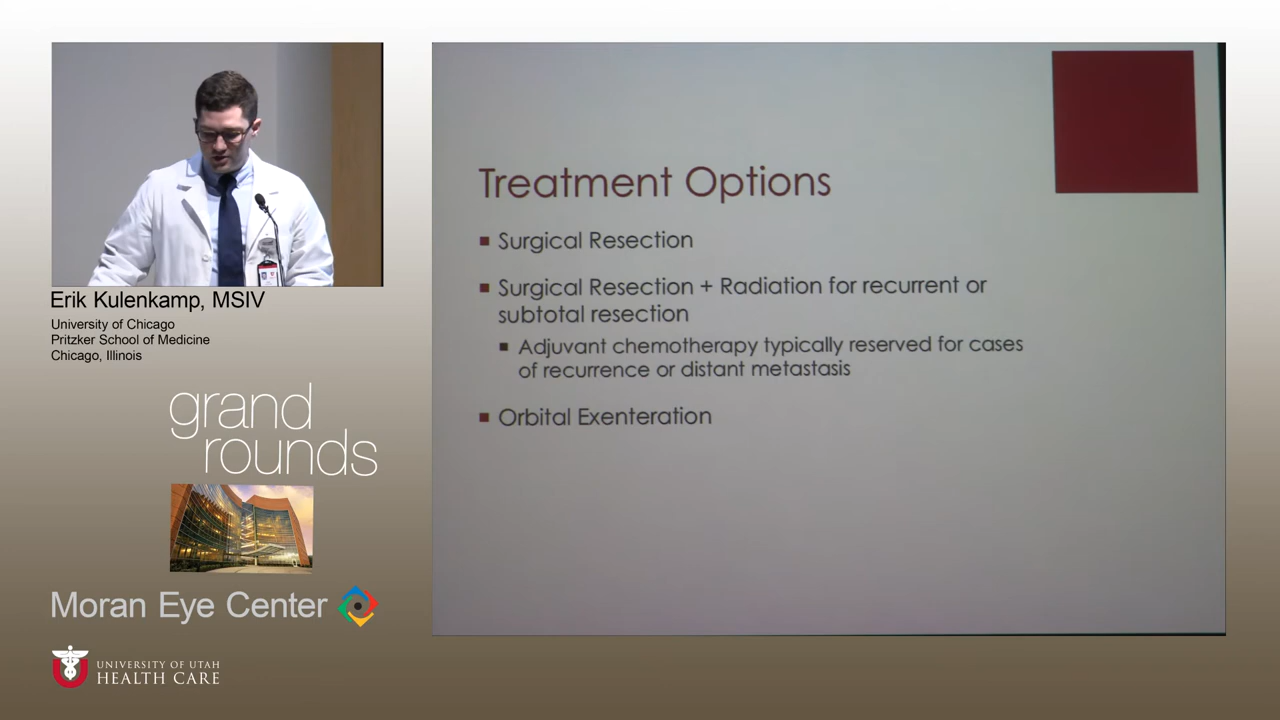 Erik Kulenkamp, MSIV
University of Chicago
Pritzker School of Medicine
Chicago, Illinois
grand
rounds
Moran Eye Center
UNIVERSITY OF UTAH
HEALTH CARE
Treatment Options
Surgical Resection
Surgical Resection + Radiation for recurrent or
subtotal resection
Adjuvant chemotherapy typically reserved for cases
of recurrence or distant metastasis
Orbital Exenteration